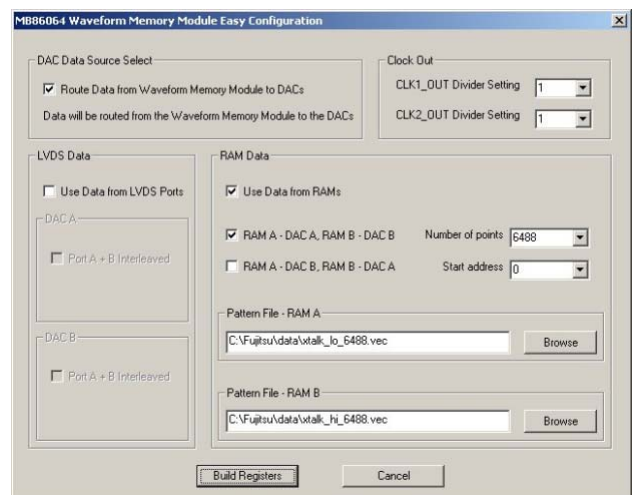 MB86064 Waveform Memory Module Easy Configuration
DAC Data Source Select
Route Data from Waveform Memory Module to DACs
Data will be routed from the Waveform Memory Module to the DACs
Clock Out
CLK1_OUT Divider Setting 1
CLK2_OUT Divider Setting 1
LVDS Data
Use Data from LVDS Ports
DAC A
Port A + B Interleaved
DAC B
Port A + B Interleaved
RAM Data
Use Data from RAMs
RAM A - DAC A, RAM B - DAC B
Number of points 6488
RAM A - DAC B, RAM B - DAC A
Start address 0
Pattern File - RAM A
C:\Fujitsu\data\xtalk_lo_6488.vec
Browse
Pattern File - RAM B
C:\Fujitsu\data\xtalk_hi_6488.vec
Browse
Build Registers
Cancel